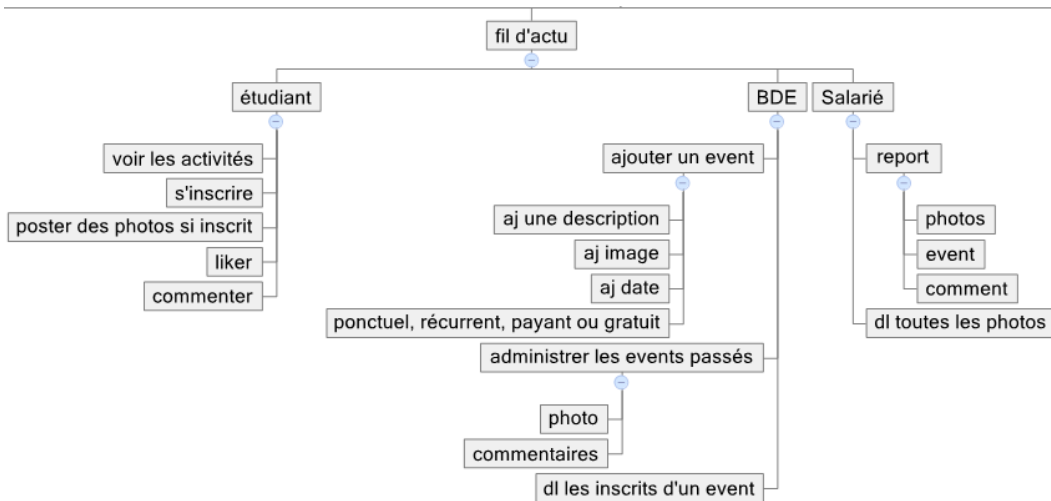 fil d'actu
étudiant
voir les activités
s'inscrire
poster des photos si inscrit
liker
commenter
BDE
ajouter un event
aj une description
aj image
aj date
ponctuel, récurrent, payant ou gratuit
administrer les events passés
photo
commentaires
dl les inscrits d'un event
Salarié
report
photos
event
comment
dl toutes les photos